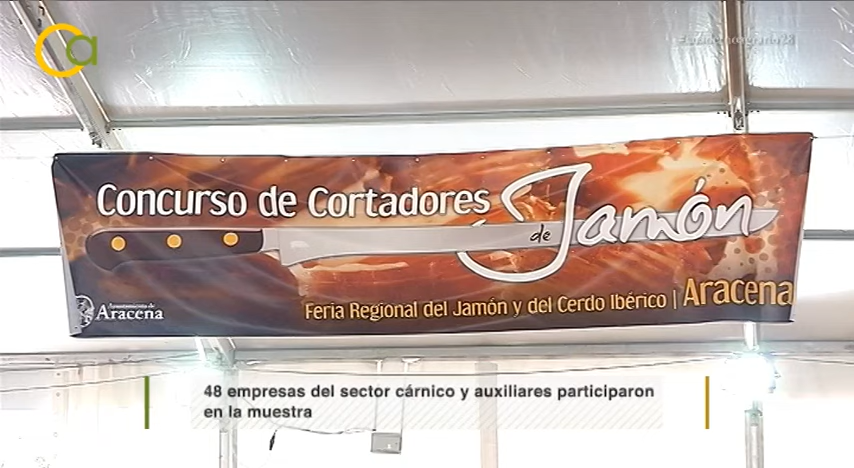 Concurso de Cortadores
de Jamón
Ayuntamiento de
Aracena
Feria Regional del Jamón y del Cerdo Ibérico | Aracena
48 empresas del sector cárnico y auxiliares participaron
en la muestra